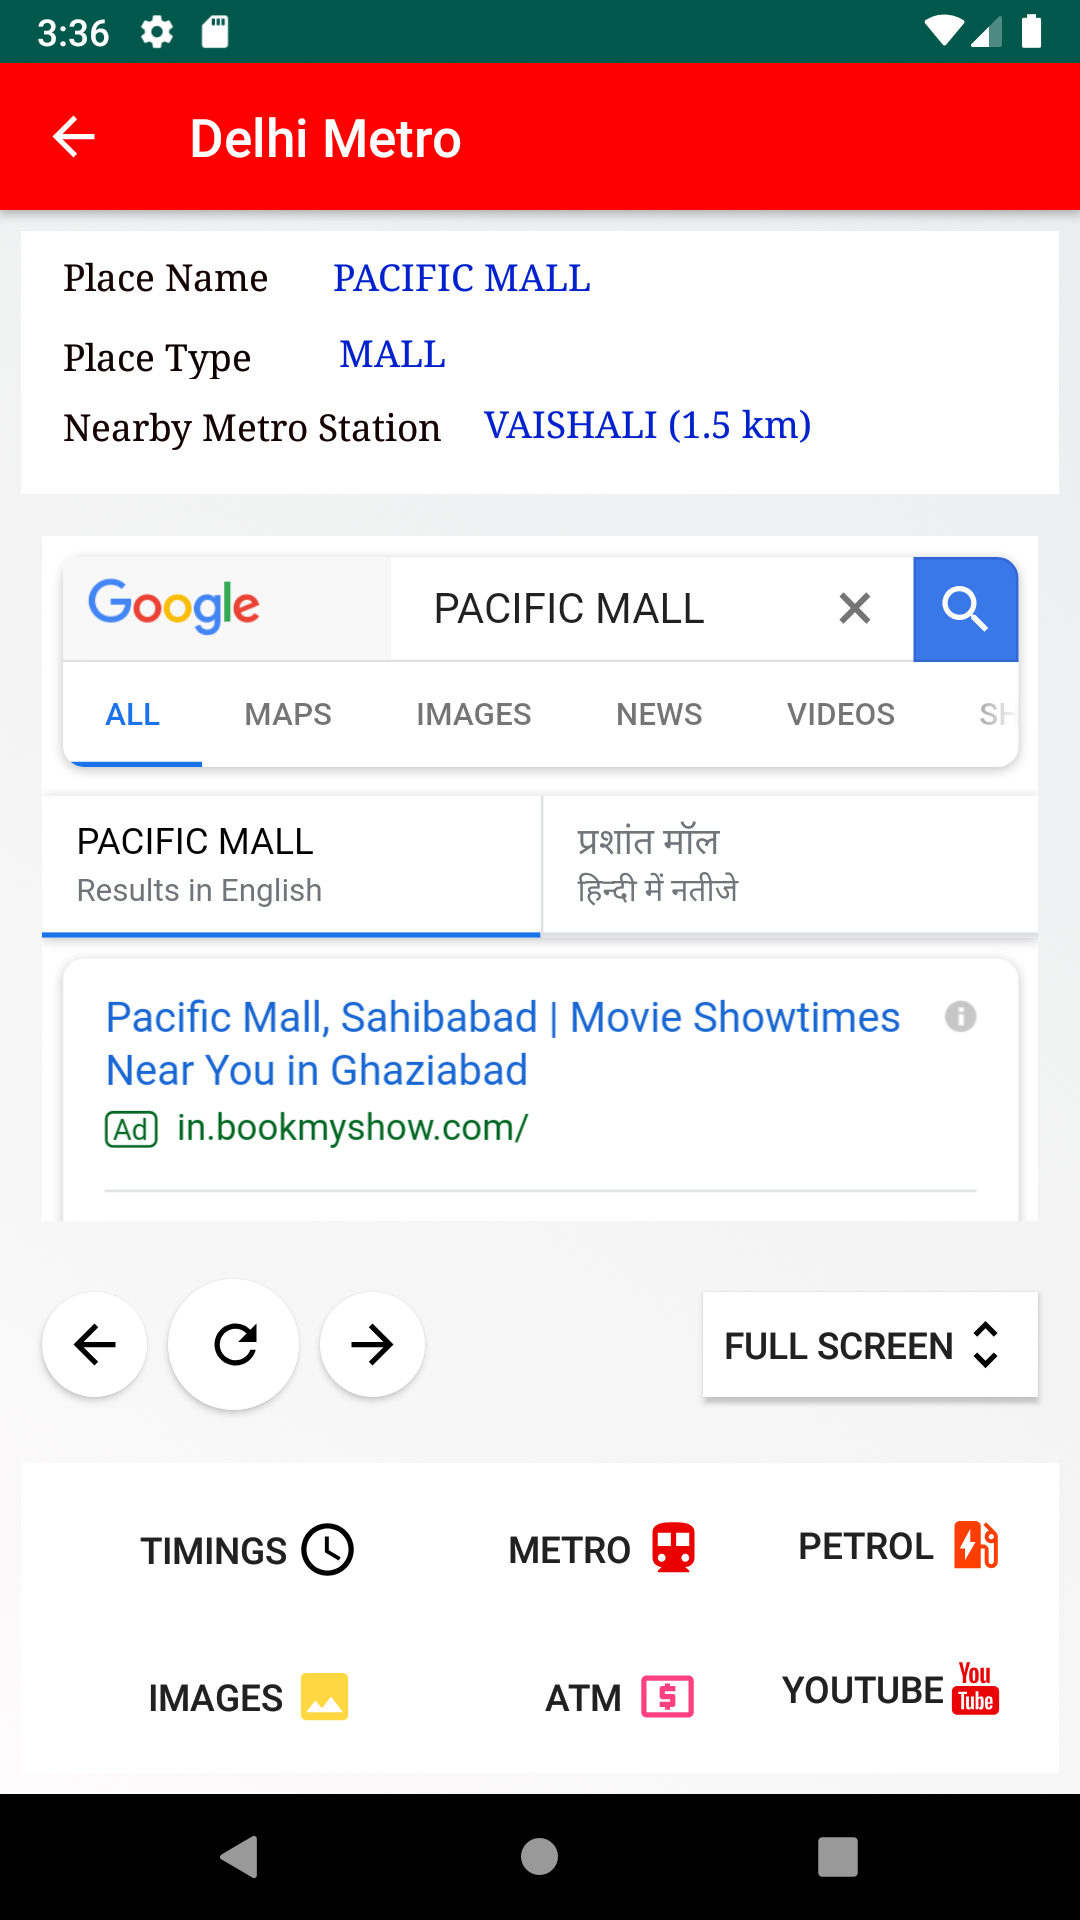 3:36
Delhi Metro
Place Name PACIFIC MALL
Place Type MALL
Nearby Metro Station VAISHALI (1.5 km)
Google PACIFIC MALL
ALL MAPS IMAGES NEWS VIDEOS SH
PACIFIC MALL प्रशांत मॉल
Results in English हिन्दी में नतीजे
Pacific Mall, Sahibabad | Movie Showtimes
Near You in Ghaziabad
Ad in.bookmyshow.com/
FULL SCREEN
TIMINGS METRO PETROL
IMAGES ATM YOUTUBE You Tube